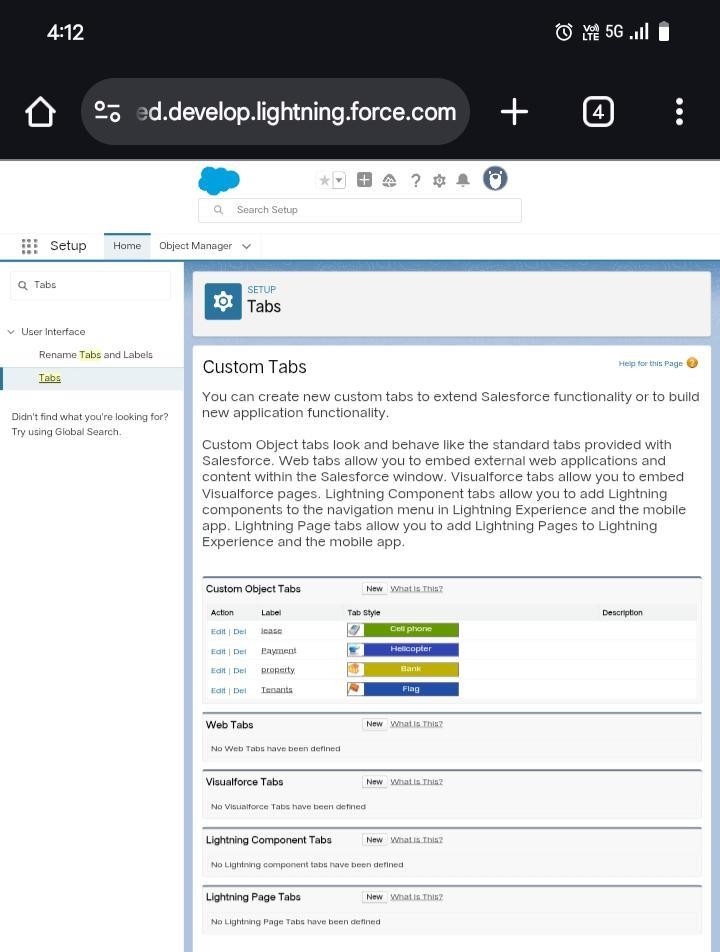 4:12
Vo) LTE 5G
ed.develop.lightning.force.com
4
Search Setup
Setup
Home
Object Manager
Tabs
User Interface
Rename Tabs and Labels
Tabs
Didn't find what you're looking for?
Try using Global Search.
SETUP
Tabs
Custom Tabs
Help for this Page
You can create new custom tabs to extend Salesforce functionality or to build
new application functionality.
Custom Object tabs look and behave like the standard tabs provided with
Salesforce. Web tabs allow you to embed external web applications and
content within the Salesforce window. Visualforce tabs allow you to embed
Visualforce pages. Lightning Component tabs allow you to add Lightning
components to the navigation menu in Lightning Experience and the mobile
app. Lightning Page tabs allow you to add Lightning Pages to Lightning
Experience and the mobile app.
Custom Object Tabs New What Is This?
Action Label Tab Style Description
Edit | Del lease Cell phone
Edit | Del Payment Helicopter
Edit | Del property Bank
Edit | Del Tenants Flag
Web Tabs New What Is This?
No Web Tabs have been defined
Visualforce Tabs New What Is This?
No Visualforce Tabs have been defined
Lightning Component Tabs New What Is This?
No Lightning component tabs have been defined
Lightning Page Tabs New What Is This?
No Lightning Page Tabs have been defined